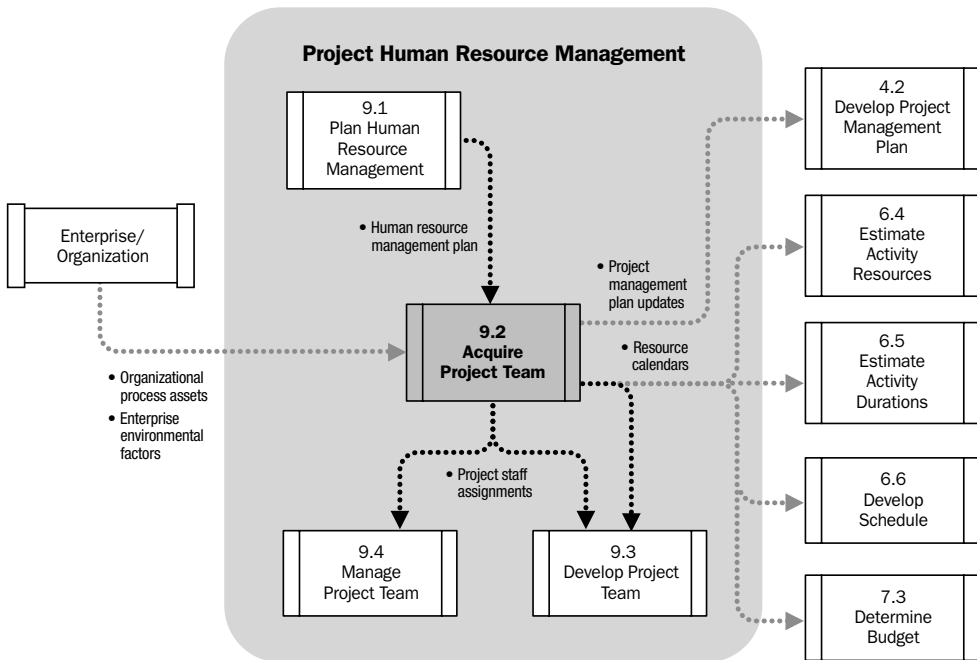 Project Human Resource Management
9.1
Plan Human
Resource
Management
4.2
Develop Project
Management
Plan
Enterprise/
Organization
• Human resource
management plan
6.4
Estimate
Activity
Resources
• Project
management
plan updates
9.2
Acquire
Project Team
• Resource
calendars
6.5
Estimate
Activity
Durations
• Organizational
process assets
• Enterprise
environmental
factors
• Project staff
assignments
6.6
Develop
Schedule
9.4
Manage
Project Team
9.3
Develop Project
Team
7.3
Determine
Budget